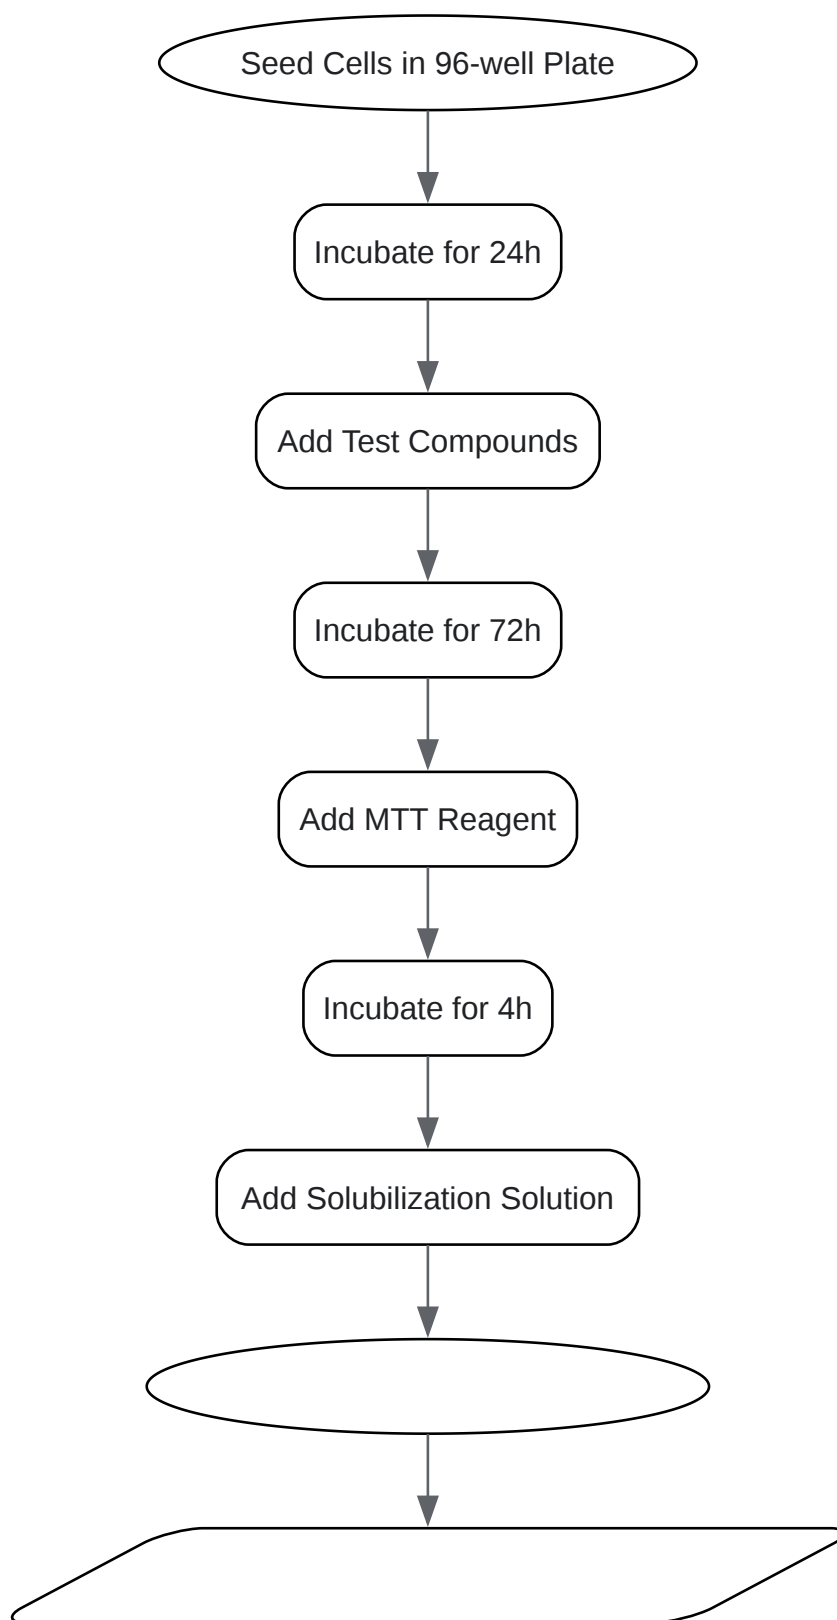 Seed Cells in 96-well Plate
Incubate for 24h
Add Test Compounds
Incubate for 72h
Add MTT Reagent
Incubate for 4h
Add Solubilization Solution